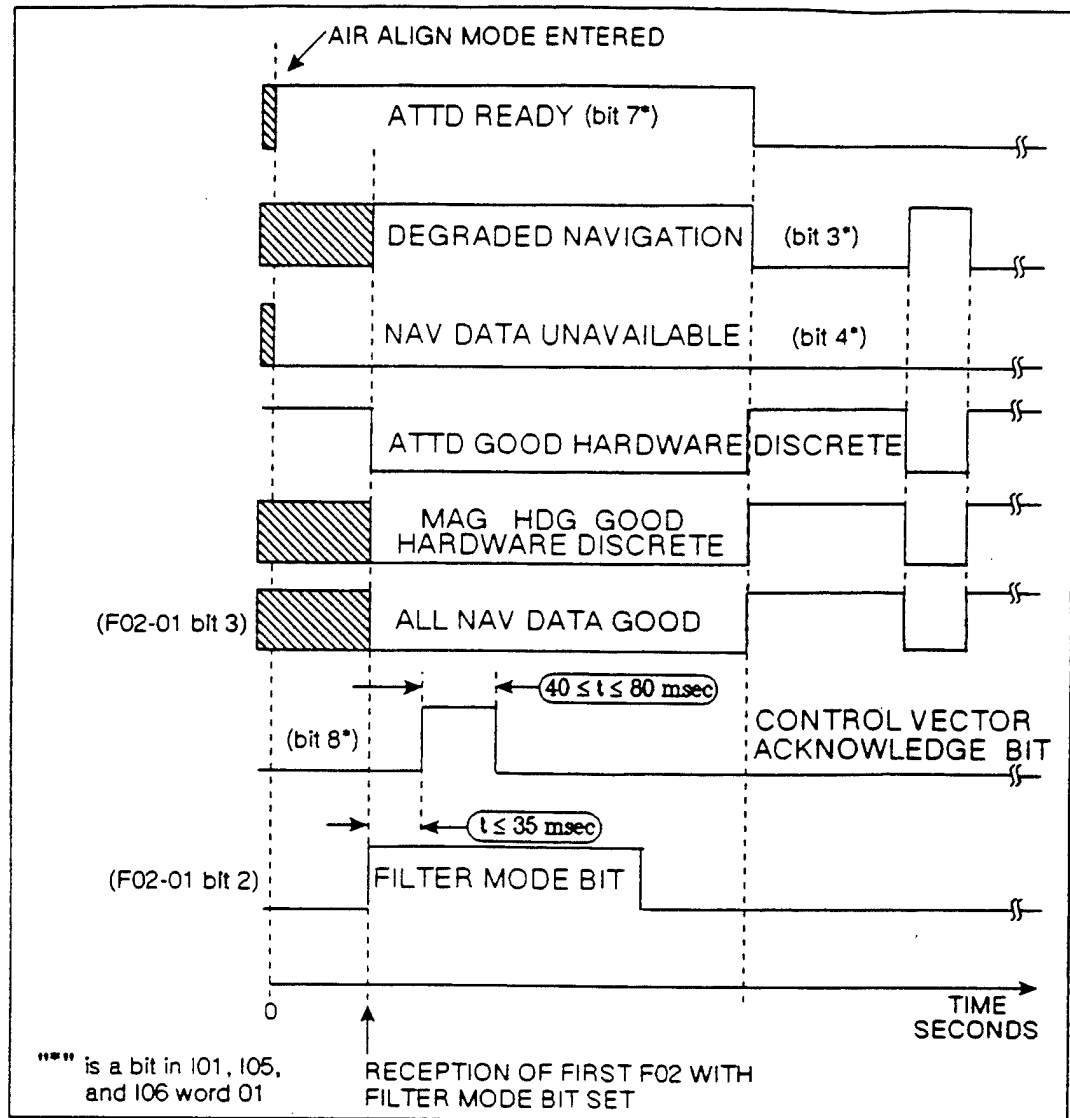 AIR ALIGN MODE ENTERED
ATTD READY (bit 7*)
DEGRADED NAVIGATION (bit 3*)
NAV DATA UNAVAILABLE (bit 4*)
ATTD GOOD HARDWARE DISCRETE
MAG HDG GOOD
HARDWARE DISCRETE
(F02-01 bit 3) ALL NAV DATA GOOD
40 ≤ t ≤ 80 msec
(bit 8*)
CONTROL VECTOR
ACKNOWLEDGE BIT
t ≤ 35 msec
(F02-01 bit 2) FILTER MODE BIT
0
TIME
SECONDS
"*" is a bit in I01, I05,
and I06 word 01
RECEPTION OF FIRST F02 WITH
FILTER MODE BIT SET